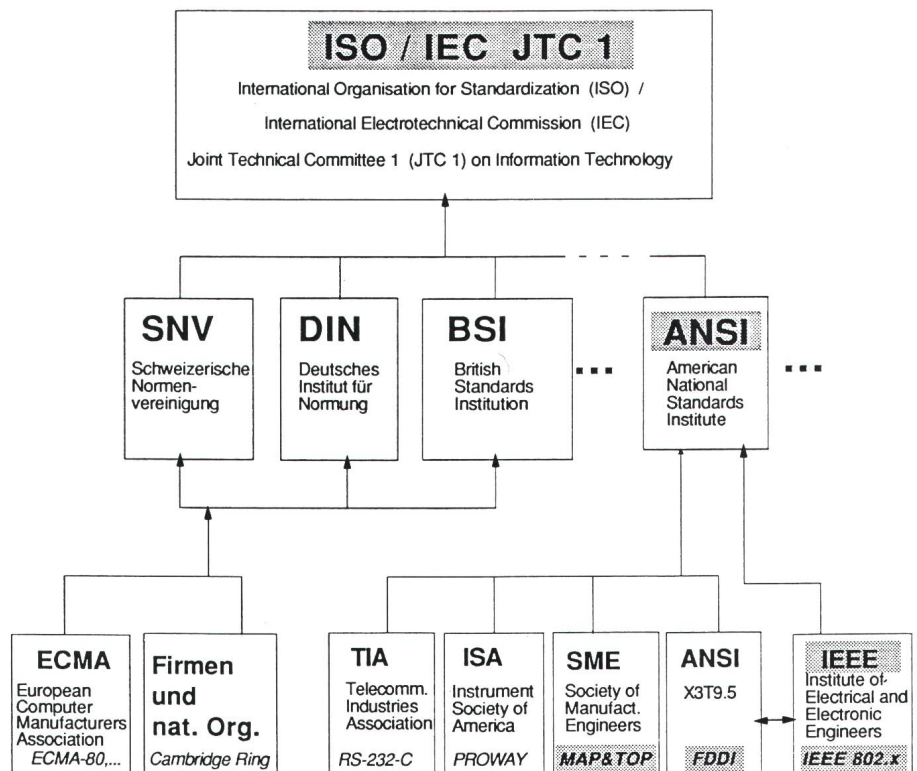 ISO / IEC JTC 1
International Organisation for Standardization (ISO) /
International Electrotechnical Commission (IEC)
Joint Technical Committee 1 (JTC 1) on Information Technology
SNV
Schweizerische
Normen-
vereinigung
DIN
Deutsches
Institut für
Normung
BSI
British
Standards
Institution
...
ANSI
American
National
Standards
Institute
...
ECMA
European
Computer
Manufacturers
Association
ECMA-80,...
Firmen
und
nat. Org.
Cambridge Ring
TIA
Telecomm.
Industries
Association
RS-232-C
ISA
Instrument
Society of
America
PROWAY
SME
Society of
Manufact.
Engineers
MAP&TOP
ANSI
X3T9.5
FDDI
IEEE
Institute of
Electrical and
Electronic
Engineers
IEEE 802.x